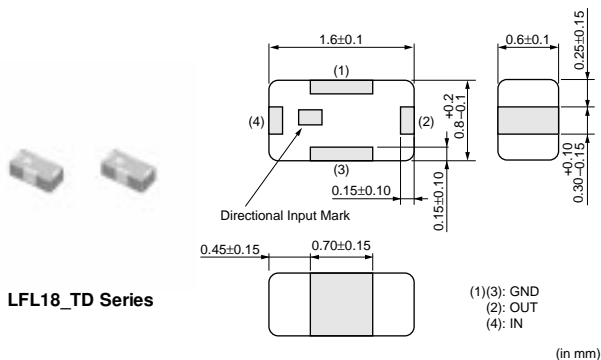 1.6±0.1
0.6±0.1
0.25±0.15
(1)
(4)
(2)
+0.2
0.8–0.1
(3)
+0.10
0.30–0.15
0.15±0.10
0.15±0.10
Directional Input Mark
0.45±0.15
0.70±0.15
LFL18_TD Series
(1)(3): GND
(2): OUT
(4): IN
(in mm)